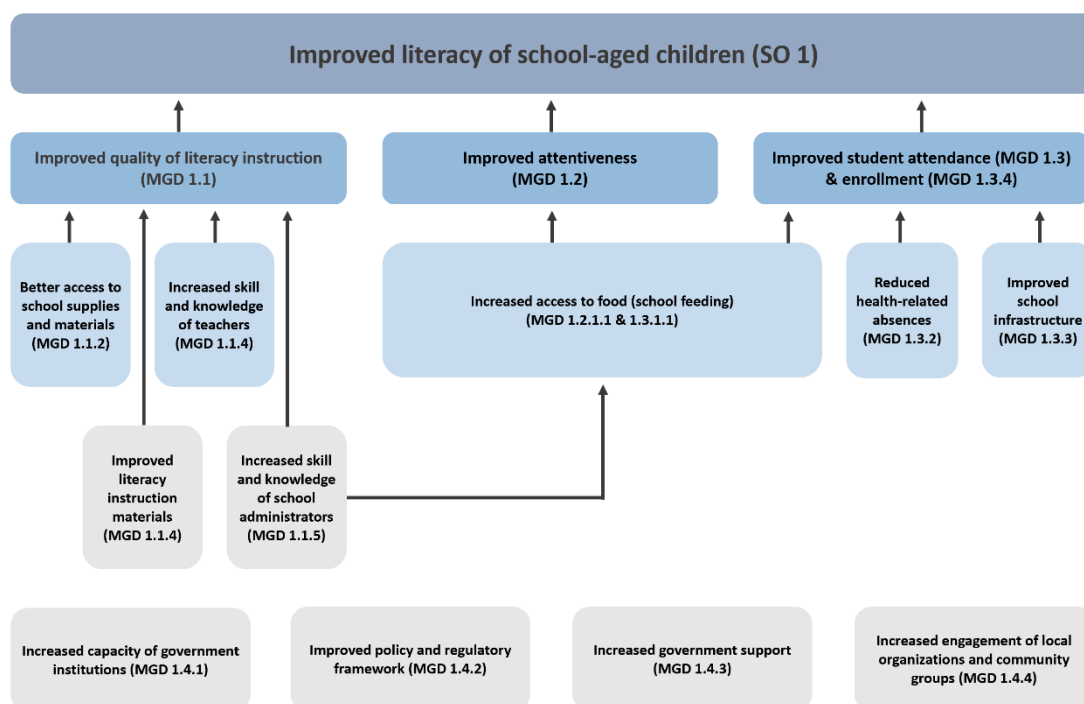 Improved literacy of school-aged children (SO 1)
Improved quality of literacy instruction
(MGD 1.1)
Improved attentiveness
(MGD 1.2)
Improved student attendance (MGD 1.3)
& enrollment (MGD 1.3.4)
Better access to
school supplies
and materials
(MGD 1.1.2)
Increased skill
and knowledge
of teachers
(MGD 1.1.4)
Increased access to food (school feeding)
(MGD 1.2.1.1 & 1.3.1.1)
Reduced
health-related
absences
(MGD 1.3.2)
Improved
school
infrastructure
(MGD 1.3.3)
Improved
literacy
instruction
materials
(MGD 1.1.4)
Increased skill
and knowledge
of school
administrators
(MGD 1.1.5)
Increased capacity of government
institutions (MGD 1.4.1)
Improved policy and regulatory
framework (MGD 1.4.2)
Increased government support
(MGD 1.4.3)
Increased engagement of local
organizations and community
groups (MGD 1.4.4)